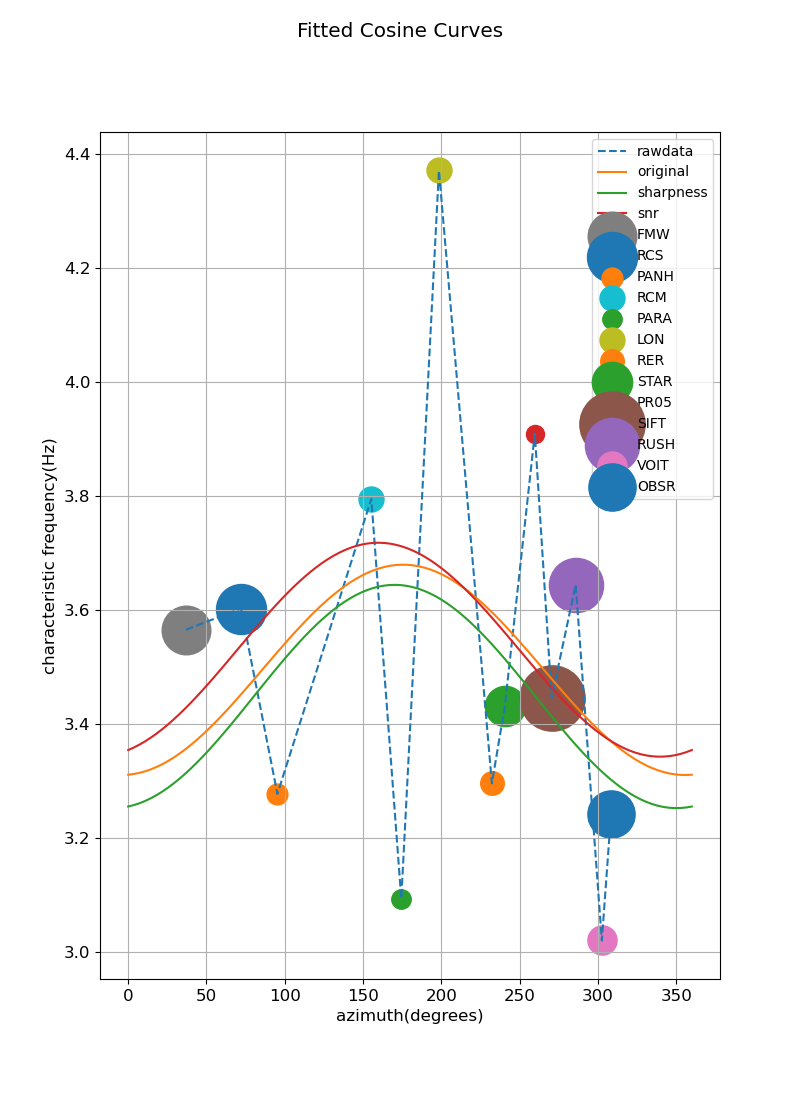 Fitted Cosine Curves
characteristic frequency(Hz)
4.4
4.2
4.0
3.8
3.6
3.4
3.2
3.0
rawdata
original
sharpness
snr
FMW
RCS
PANH
RCM
PARA
LON
RER
STAR
PR05
SIFT
RUSH
VOIT
OBSR
0 50 100 150 200 250 300 350
azimuth(degrees)